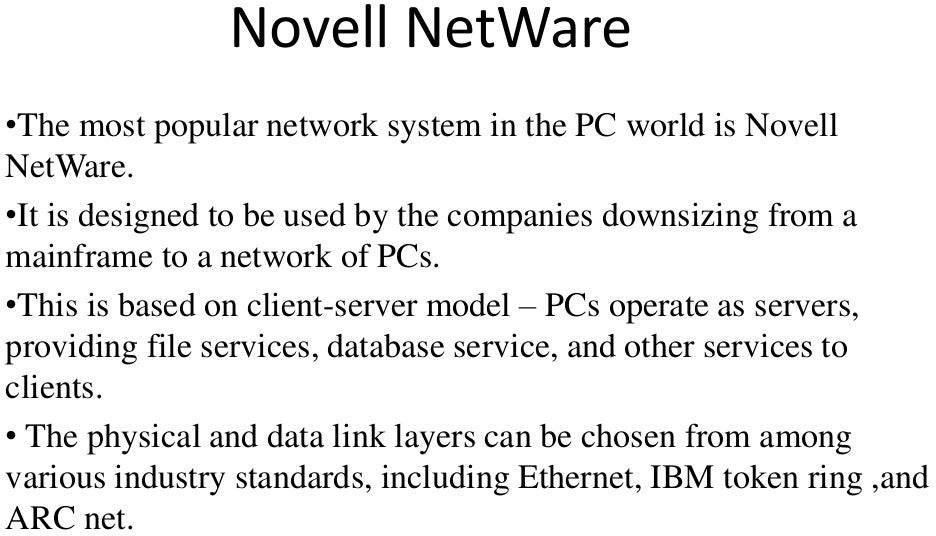 Novell NetWare
•The most popular network system in the PC world is Novell
NetWare.
•It is designed to be used by the companies downsizing from a
mainframe to a network of PCs.
•This is based on client-server model – PCs operate as servers,
providing file services, database service, and other services to
clients.
• The physical and data link layers can be chosen from among
various industry standards, including Ethernet, IBM token ring ,and
ARC net.